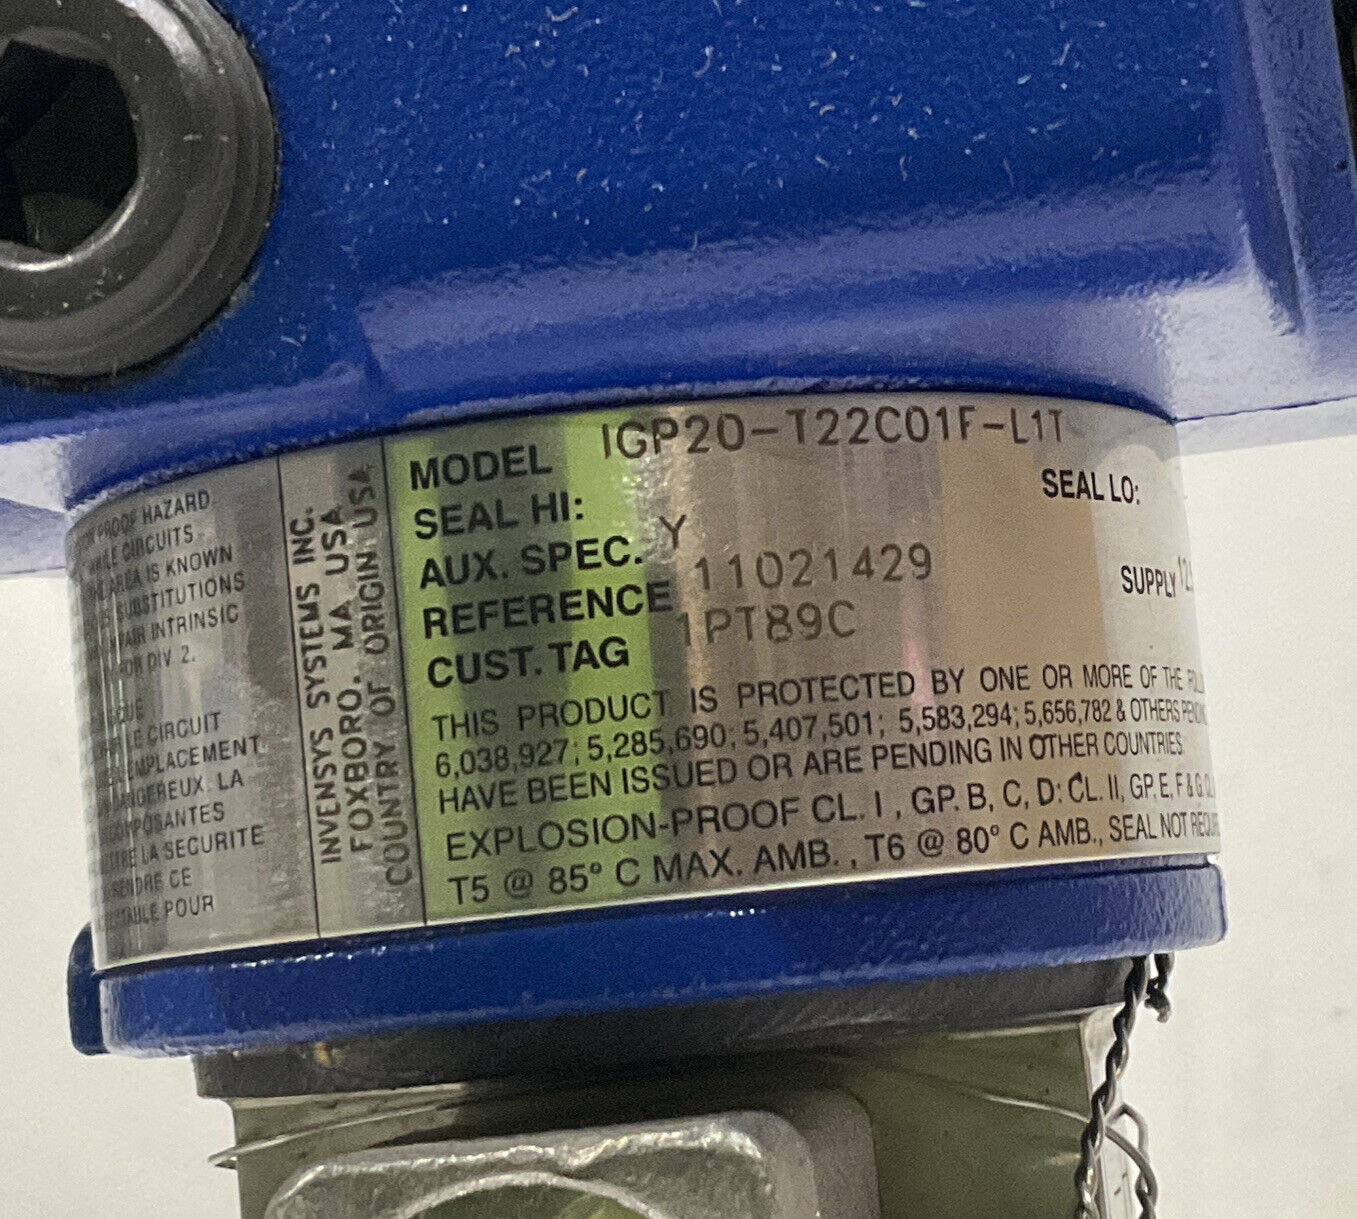 PROOF HAZARD
CIRCUITS
AREA IS KNOWN
SUBSTITUTIONS
INTRINSIC
FOR DIV 2.
CIRCUIT
EMPLACEMENT
DANGEREUX. LA
COMPOSANTES
LA SECURITE
RENDRE CE
POUR
INVENSYS SYSTEMS INC.
FOXBORO. MA USA
COUNTRY OF ORIGIN USA
MODEL IGP20-T22C01F-L1T
SEAL HI: SEAL LO:
AUX. SPEC. Y
REFERENCE 11021429 SUPPLY
CUST. TAG 1PT89C
THIS PRODUCT IS PROTECTED BY ONE OR MORE OF THE
6,038,927; 5,285,690; 5,407,501; 5,583,294; 5,656,782 & OTHERS
HAVE BEEN ISSUED OR ARE PENDING IN OTHER COUNTRIES
EXPLOSION-PROOF CL. I , GP. B, C, D: CL. II, GP. E, F & G
T5 @ 85° C MAX. AMB. , T6 @ 80° C AMB., SEAL NOT